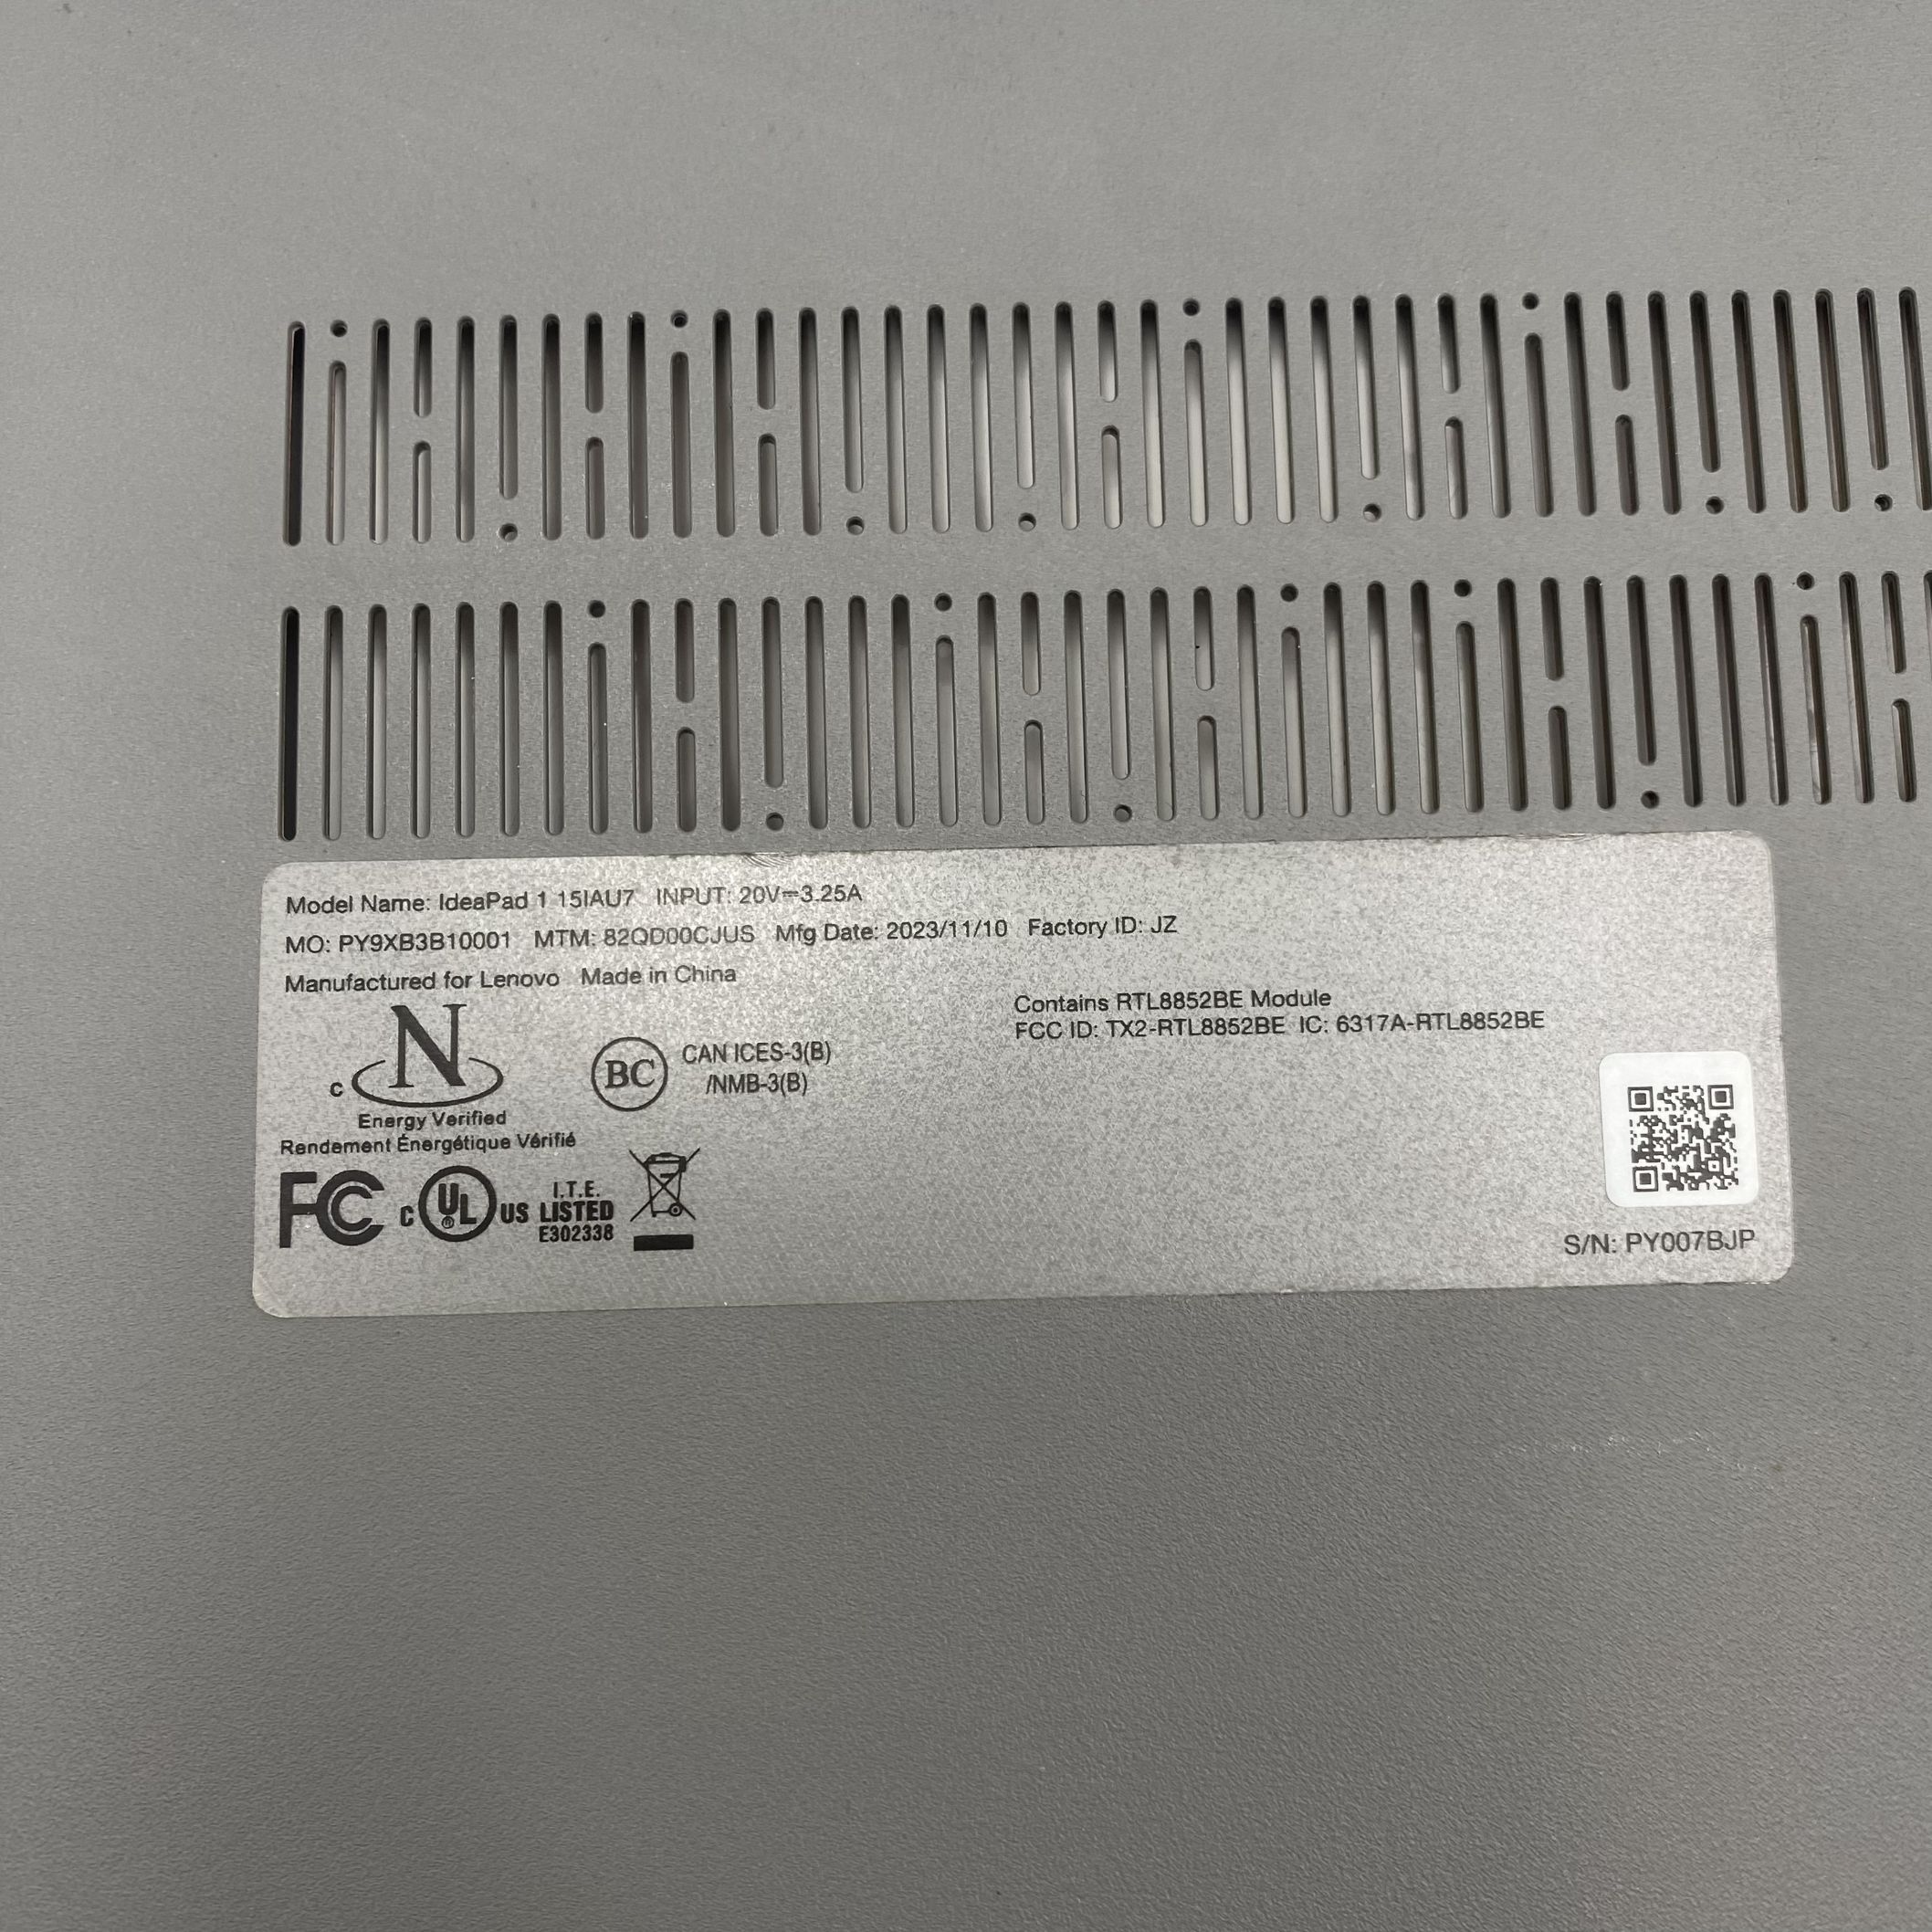 Model Name: IdeaPad 1 15IAU7 INPUT: 20V⎓3.25A
MO: PY9XB3B10001 MTM: 82QD00CJUS Mfg Date: 2023/11/10 Factory ID: JZ
Manufactured for Lenovo Made in China
Contains RTL8852BE Module
FCC ID: TX2-RTL8852BE IC: 6317A-RTL8852BE
c N
Energy Verified
Rendement Énergétique Vérifié
BC CAN ICES-3(B)
/NMB-3(B)
FC c UL ® US I.T.E.
LISTED
E302338
S/N: PY007BJP